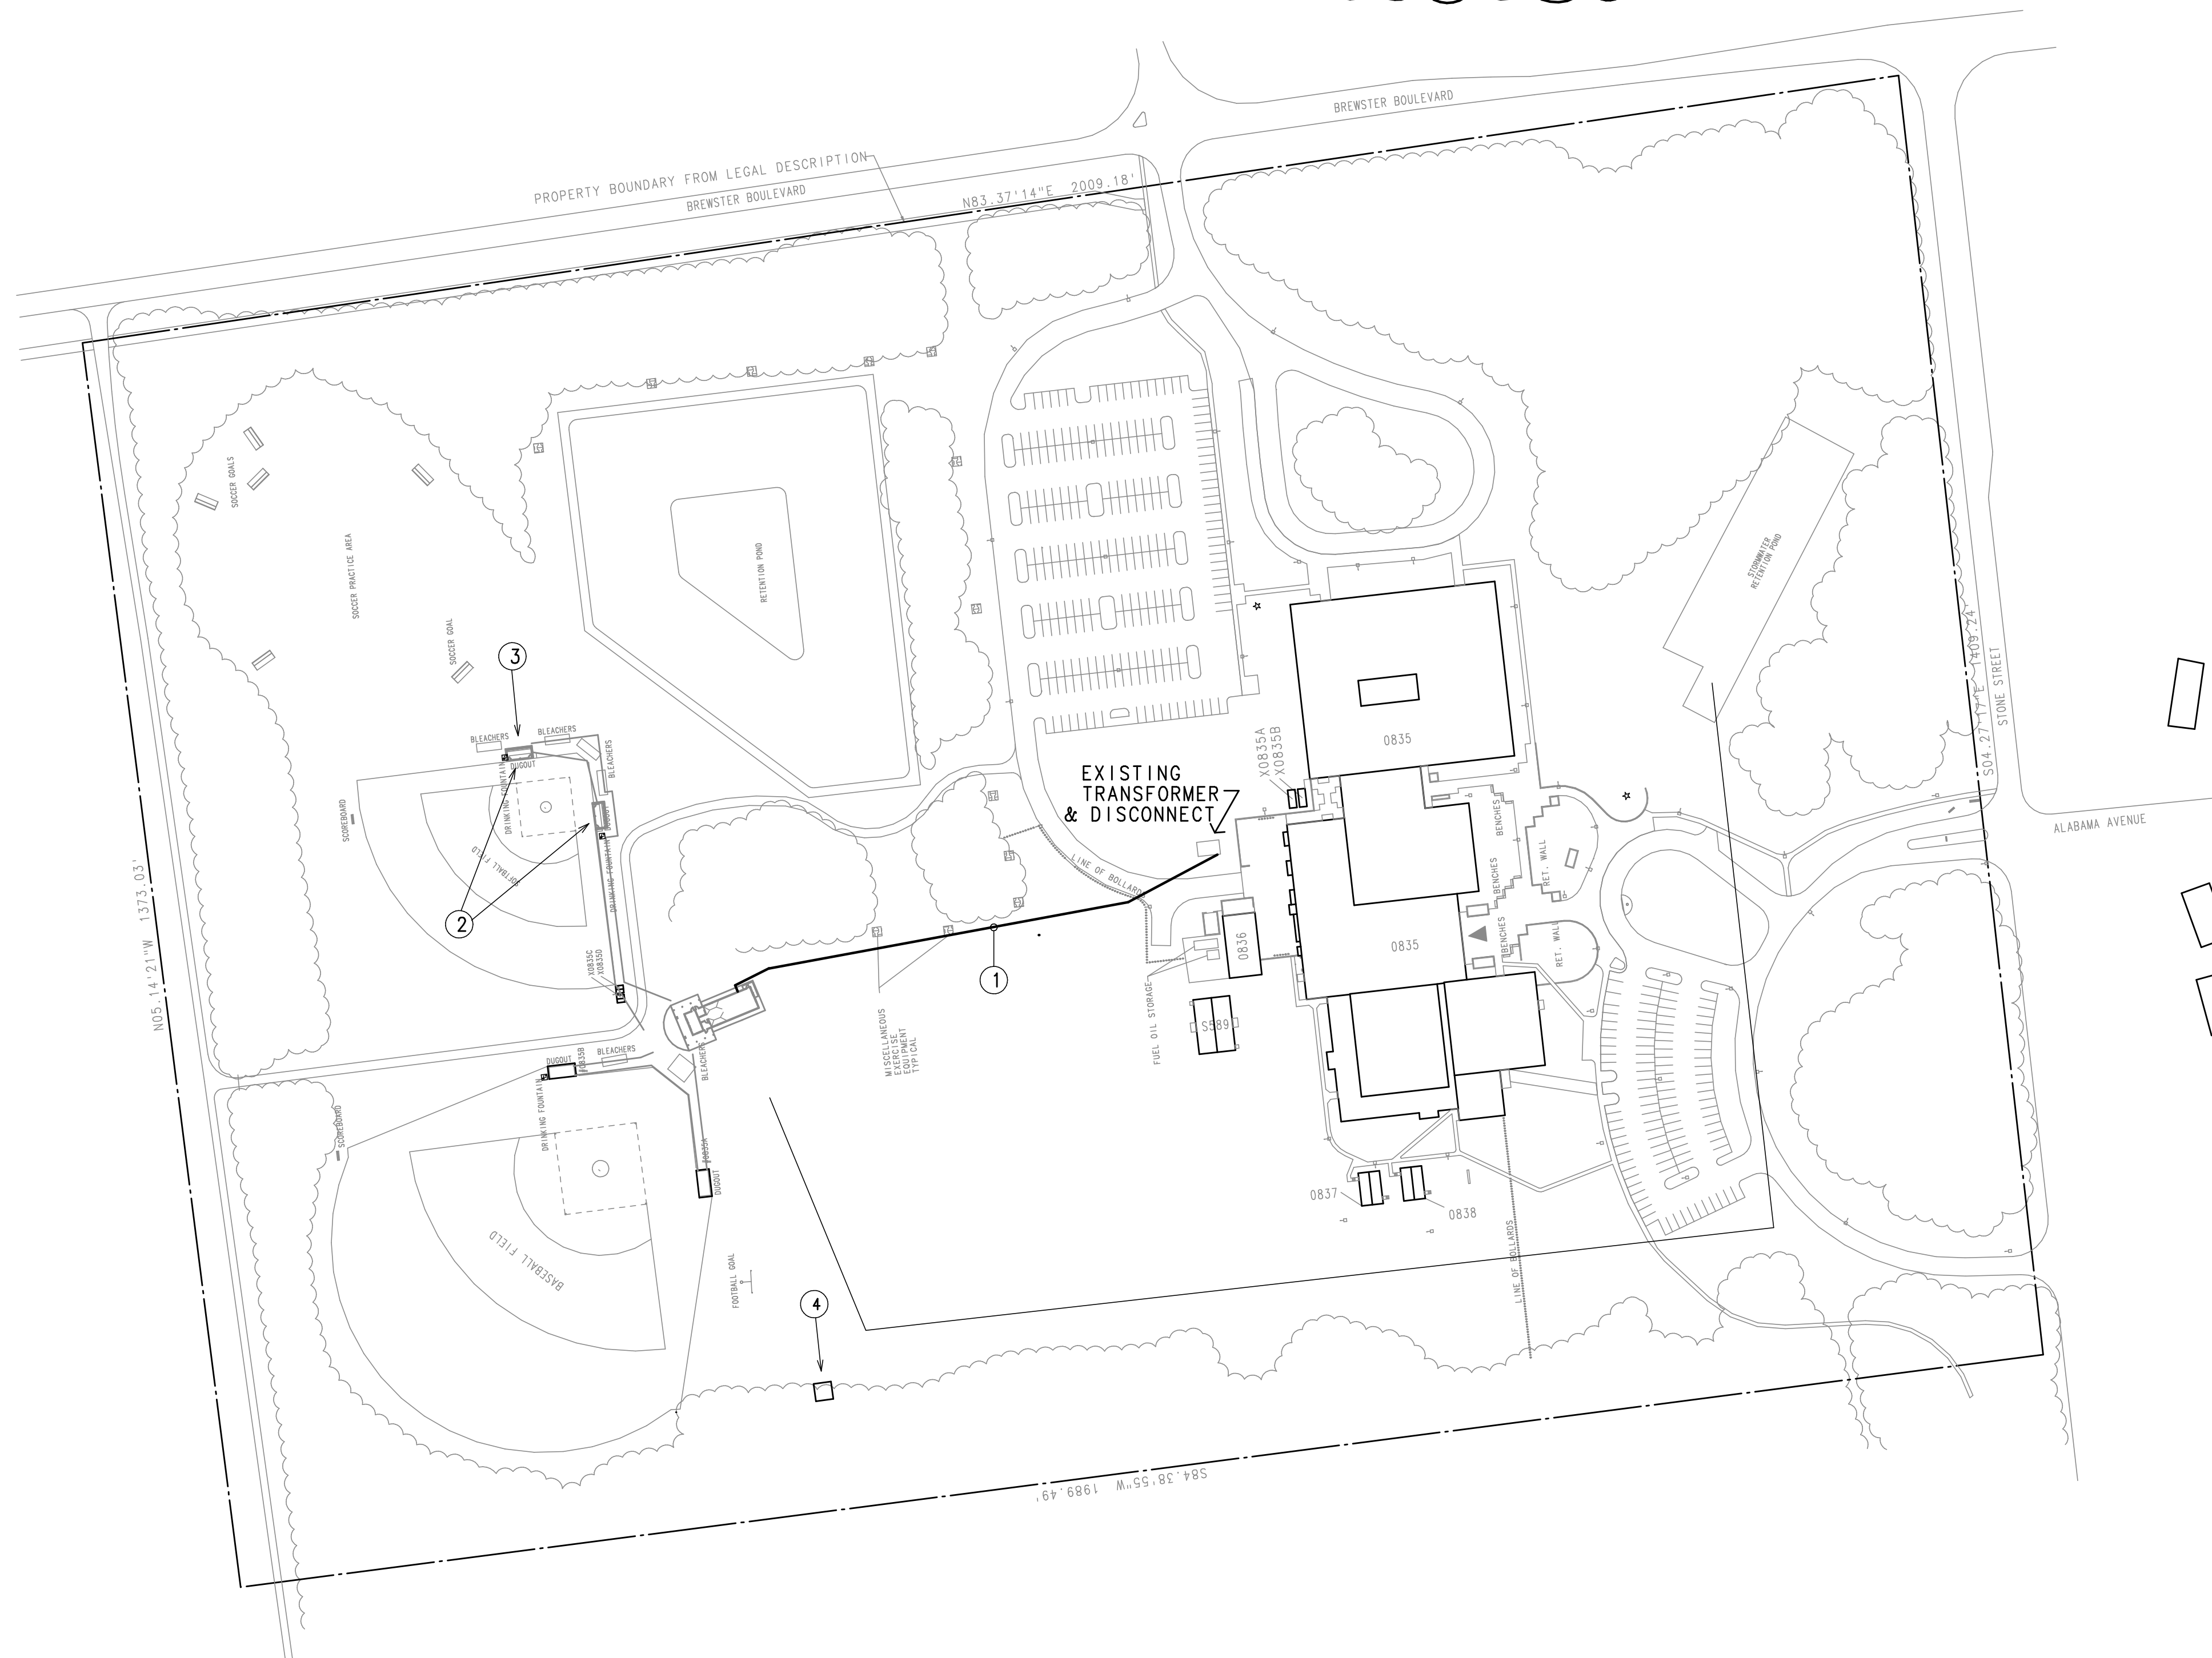 BREWSTER BOULEVARD
PROPERTY BOUNDARY FROM LEGAL DESCRIPTION
BREWSTER BOULEVARD
N83.37'14"E 2009.18'
SOCCER GOALS
SOCCER PRACTICE AREA
RETENTION POND
STORMWATER
RETENTION POND
SOCCER GOAL
3
S04.27'17"E 1409.24'
STONE STREET
BLEACHERS
BLEACHERS
BLEACHERS
DUGOUT
DRINKING FOUNTAIN
SCOREBOARD
DUGOUT
SOFTBALL FIELD
DRINKING FOUNTAIN
2
X0835A
X0835B
0835
EXISTING
TRANSFORMER
& DISCONNECT
BENCHES
BENCHES
BENCHES
RET. WALL
RET. WALL
ALABAMA AVENUE
LINE OF BOLLARDS
N05.14'21"W 1373.03'
0836
0835
1
X0835C
X0835D
FUEL OIL STORAGE
S589
MISCELLANEOUS
EXERCISE
EQUIPMENT
TYPICAL
DUGOUT
BLEACHERS
BLEACHERS
DRINKING FOUNTAIN
SCOREBOARD
DUGOUT
BASEBALL FIELD
FOOTBALL GOAL
0837
0838
LINE OF BOLLARDS
4
S84.38'55"W 1989.49'